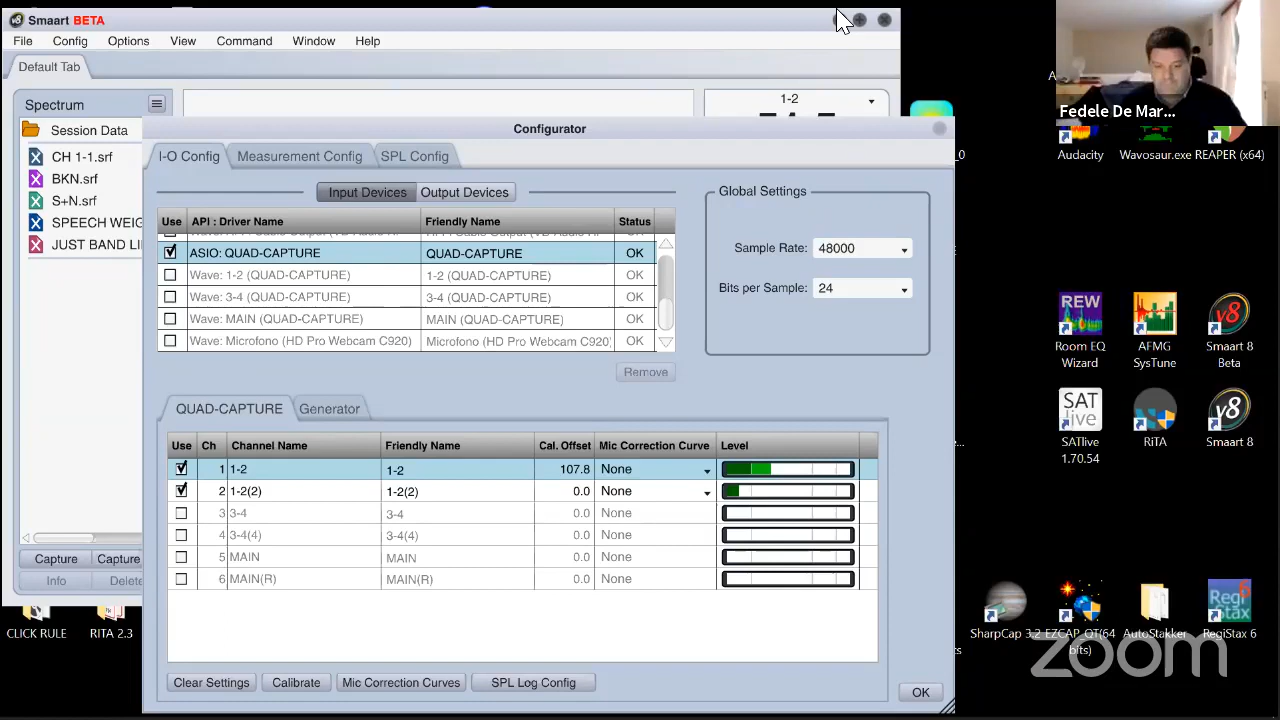 Smaart BETA
File Config Options View Command Window Help
Default Tab
Spectrum
1-2
Session Data
CH 1-1.srf
BKN.srf
S+N.srf
SPEECH WEIG
JUST BAND LI
Capture Capture
Info Delete
Configurator
I-O Config Measurement Config SPL Config
Input Devices Output Devices
Use API : Driver Name Friendly Name Status
ASIO: QUAD-CAPTURE QUAD-CAPTURE OK
Wave: 1-2 (QUAD-CAPTURE) 1-2 (QUAD-CAPTURE) OK
Wave: 3-4 (QUAD-CAPTURE) 3-4 (QUAD-CAPTURE) OK
Wave: MAIN (QUAD-CAPTURE) MAIN (QUAD-CAPTURE) OK
Wave: Microfono (HD Pro Webcam C920) Microfono (HD Pro Webcam C920) OK
Remove
Global Settings
Sample Rate: 48000
Bits per Sample: 24
QUAD-CAPTURE Generator
Use Ch Channel Name Friendly Name Cal. Offset Mic Correction Curve Level
1 1-2 1-2 107.8 None
2 1-2(2) 1-2(2) 0.0 None
3 3-4 3-4 0.0 None
4 3-4(4) 3-4(4) 0.0 None
5 MAIN MAIN 0.0 None
6 MAIN(R) MAIN(R) 0.0 None
Clear Settings Calibrate Mic Correction Curves SPL Log Config
OK
Fedele De Mar...
Audacity Wavosaur.exe REAPER (x64)
REW
Room EQ Wizard
AFMG SysTune
v8
Smaart 8 Beta
SAT live
SATlive 1.70.54
RiTA
v8
Smaart 8
SharpCap 3.2
EZCAP_QT(64 bits)
AutoStakker
Regi Stax 6
RegiStax 6
CLICK RULE
RITA 2.3
zoom